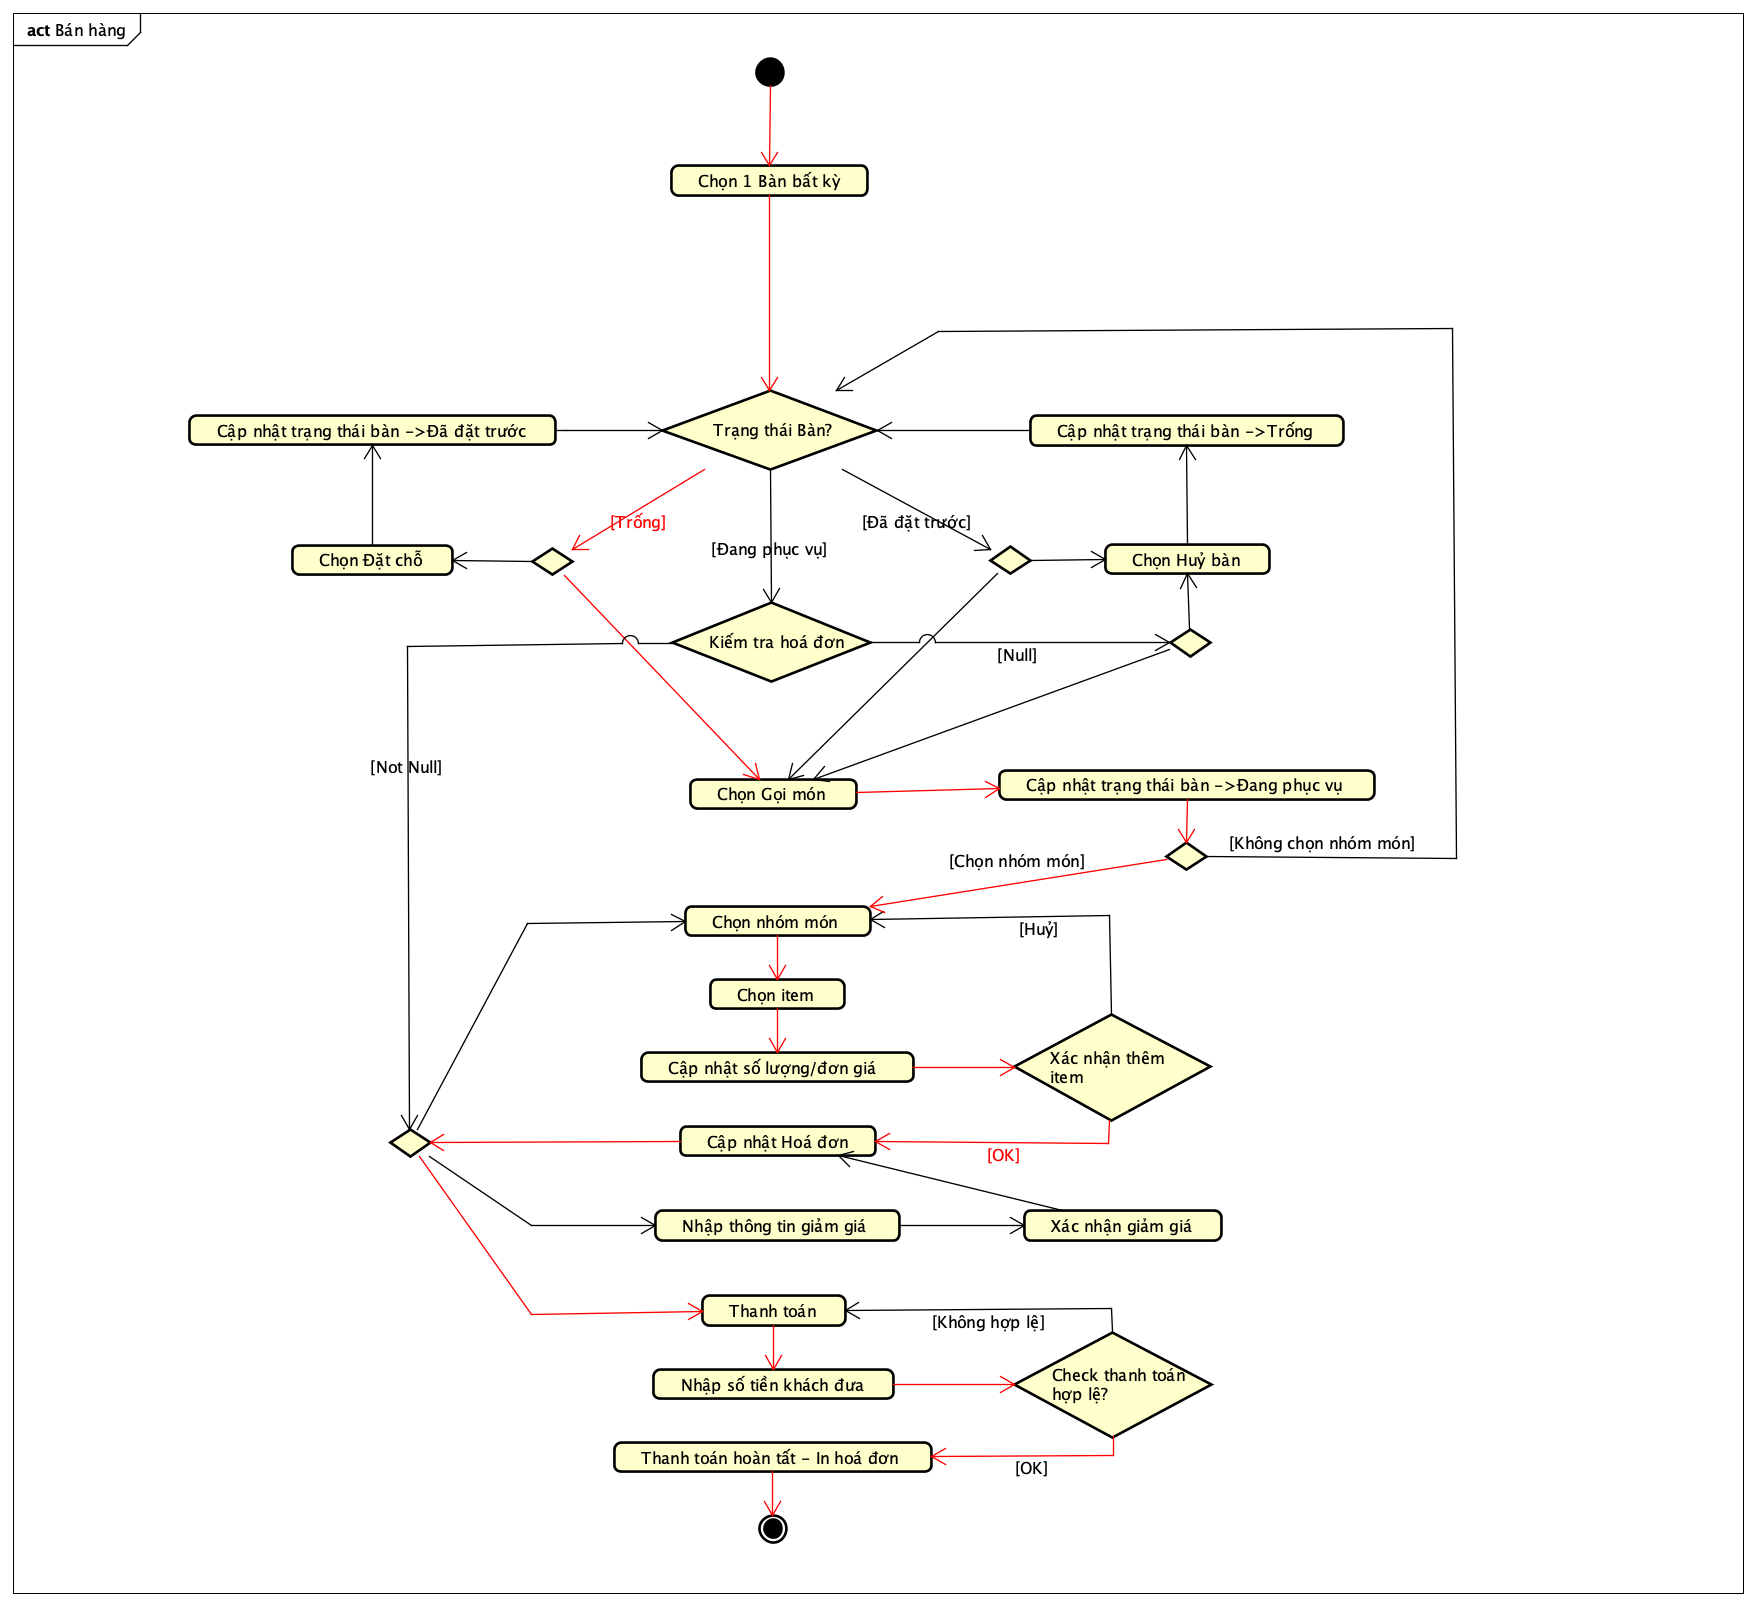 act Bán hàng
Chọn 1 Bàn bất kỳ
Cập nhật trạng thái bàn ->Đã đặt trước
Trạng thái Bàn?
Cập nhật trạng thái bàn ->Trống
[Trống]
[Đã đặt trước]
[Đang phục vụ]
Chọn Đặt chỗ
Chọn Huỷ bàn
Kiểm tra hoá đơn
[Null]
[Not Null]
Chọn Gọi món
Cập nhật trạng thái bàn ->Đang phục vụ
[Không chọn nhóm món]
[Chọn nhóm món]
Chọn nhóm món
[Huỷ]
Chọn item
Xác nhận thêm
item
Cập nhật số lượng/đơn giá
Cập nhật Hoá đơn
[OK]
Nhập thông tin giảm giá
Xác nhận giảm giá
Thanh toán
[Không hợp lệ]
Check thanh toán
hợp lệ?
Nhập số tiền khách đưa
Thanh toán hoàn tất - In hoá đơn
[OK]